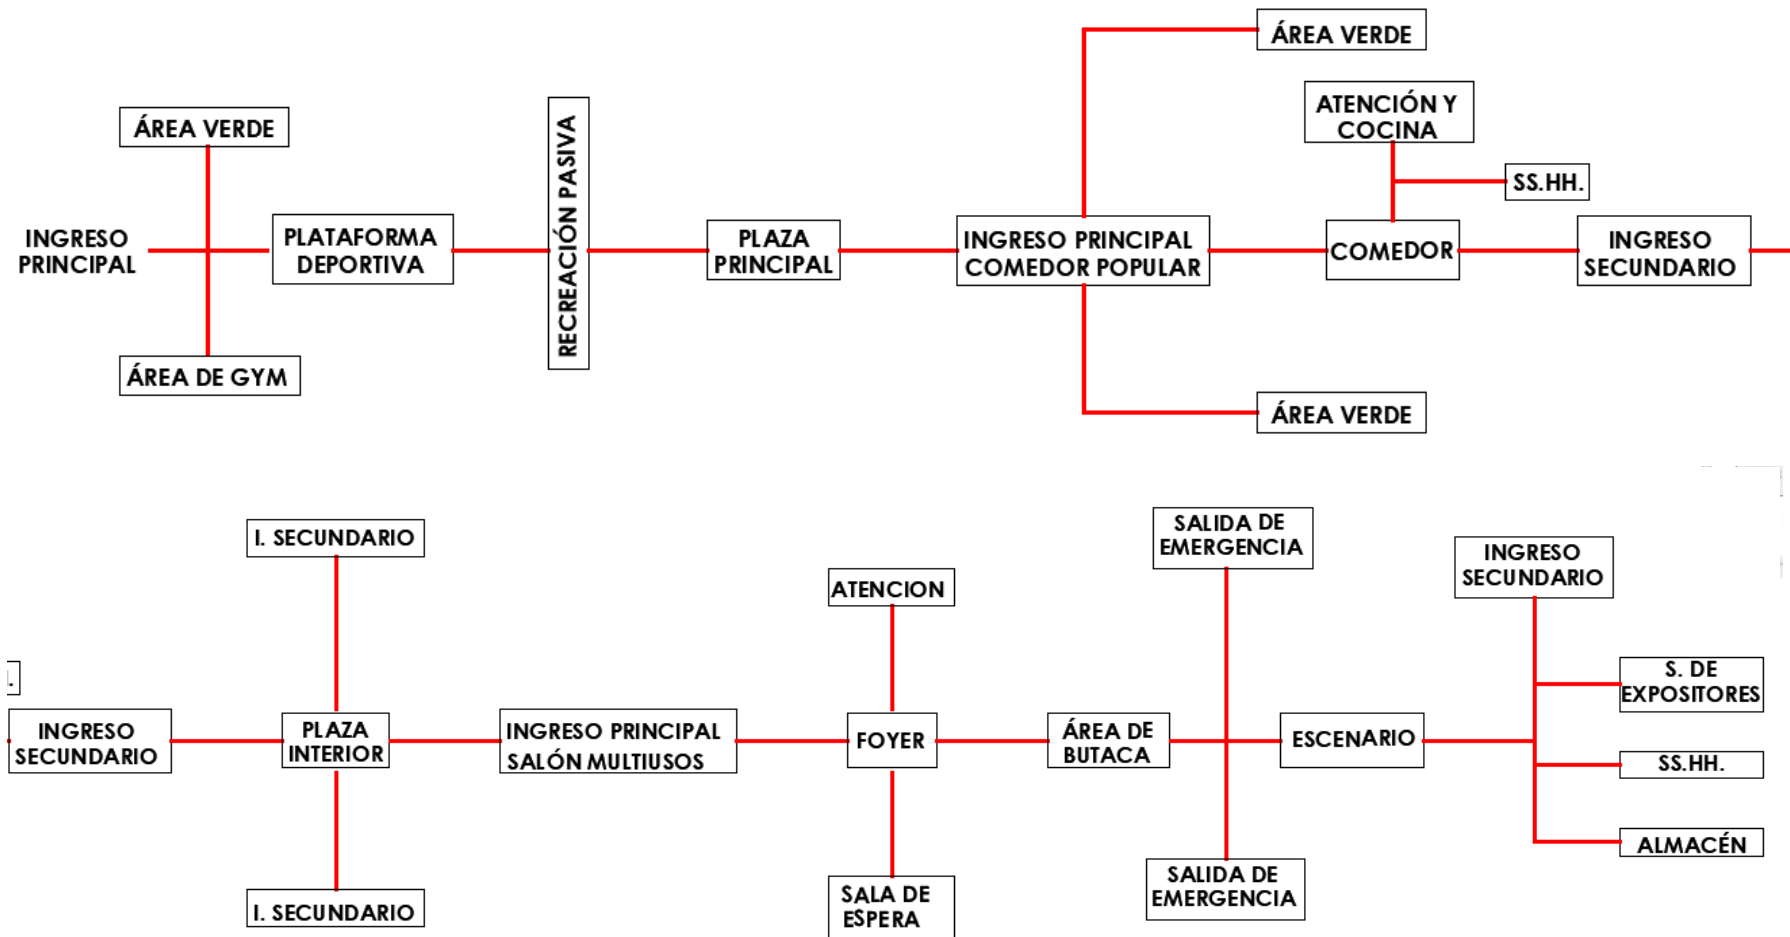 ÁREA VERDE
ÁREA VERDE
ATENCIÓN Y
COCINA
RECREACIÓN PASIVA
SS.HH.
INGRESO
PRINCIPAL
PLATAFORMA
DEPORTIVA
PLAZA
PRINCIPAL
INGRESO PRINCIPAL
COMEDOR POPULAR
COMEDOR
INGRESO
SECUNDARIO
ÁREA DE GYM
ÁREA VERDE
I. SECUNDARIO
SALIDA DE
EMERGENCIA
INGRESO
SECUNDARIO
ATENCION
S. DE
EXPOSITORES
INGRESO
SECUNDARIO
PLAZA
INTERIOR
INGRESO PRINCIPAL
SALÓN MULTIUSOS
FOYER
ÁREA DE
BUTACA
ESCENARIO
SS.HH.
ALMACÉN
I. SECUNDARIO
SALA DE
ESPERA
SALIDA DE
EMERGENCIA